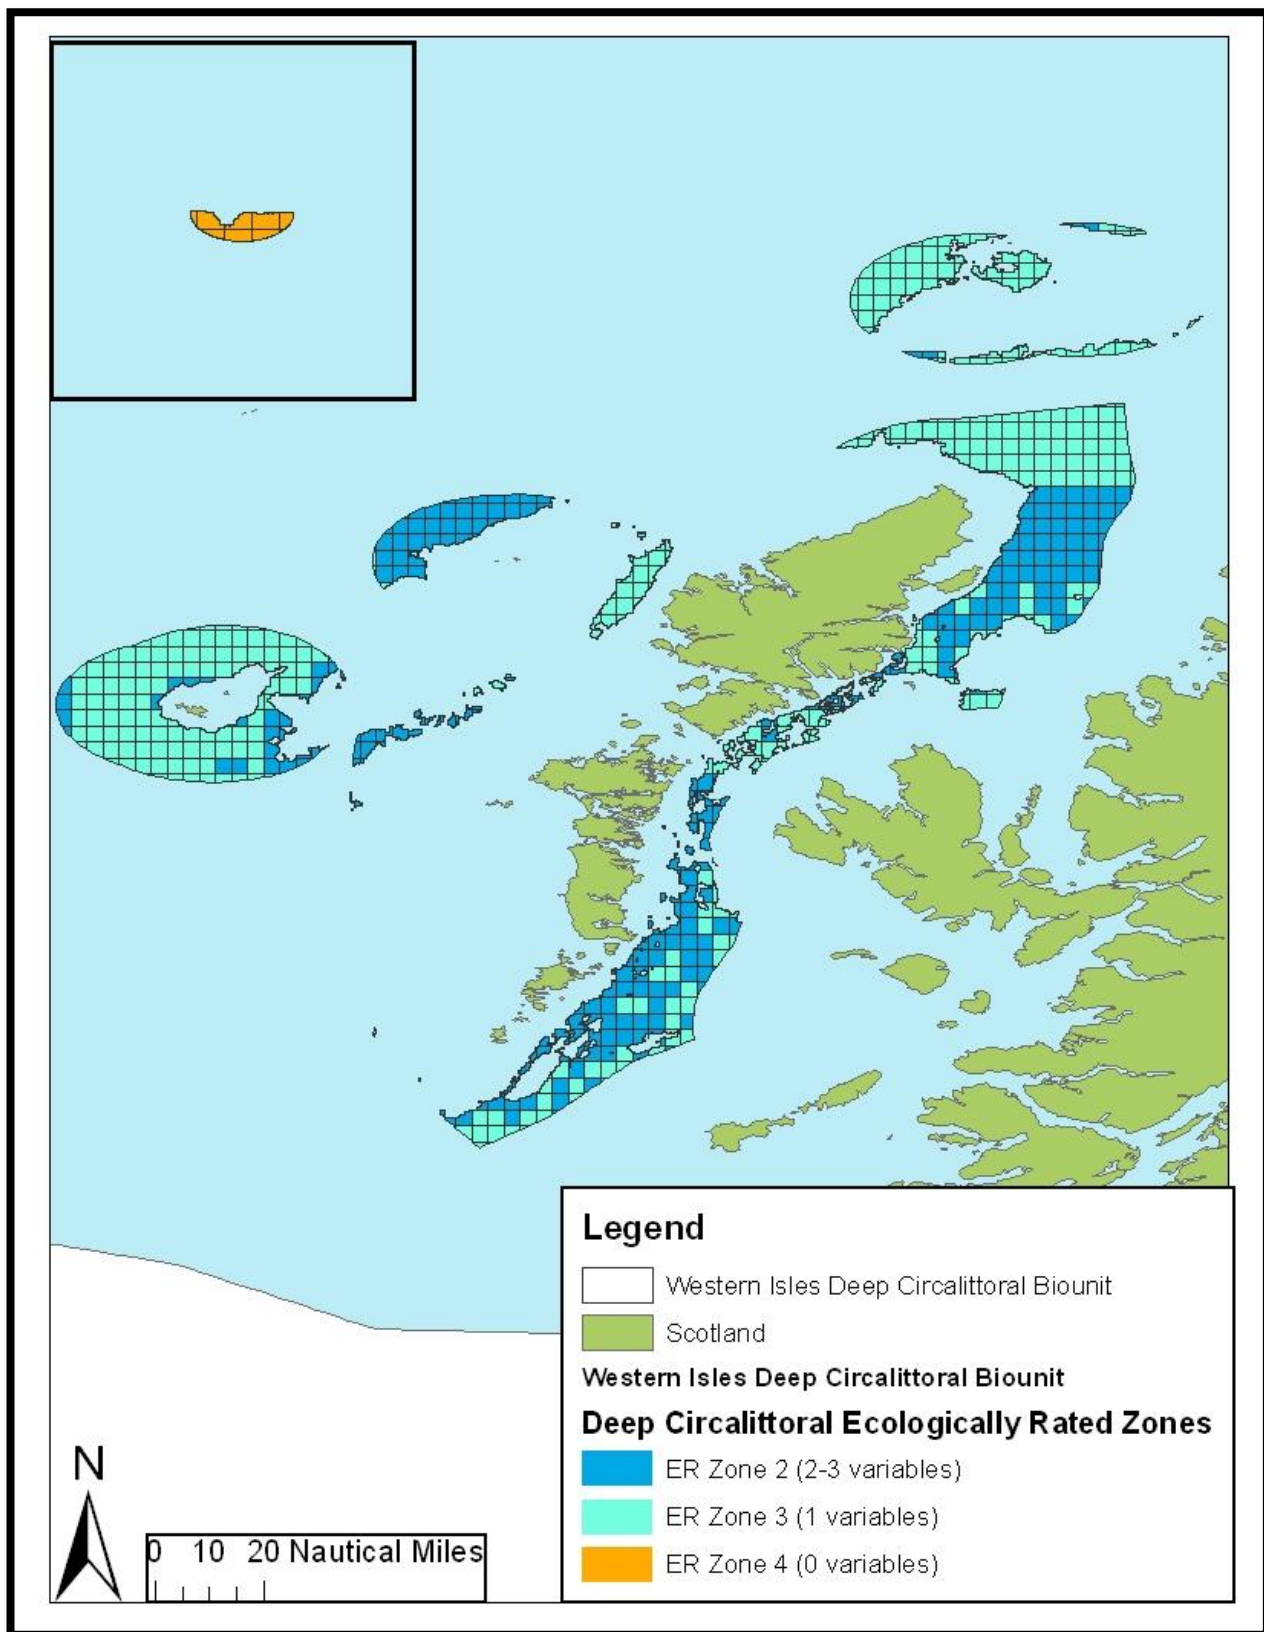 Legend
Western Isles Deep Circalittoral Biounit
Scotland
Western Isles Deep Circalittoral Biounit
Deep Circalittoral Ecologically Rated Zones
ER Zone 2 (2-3 variables)
ER Zone 3 (1 variables)
ER Zone 4 (0 variables)
N
0 10 20 Nautical Miles